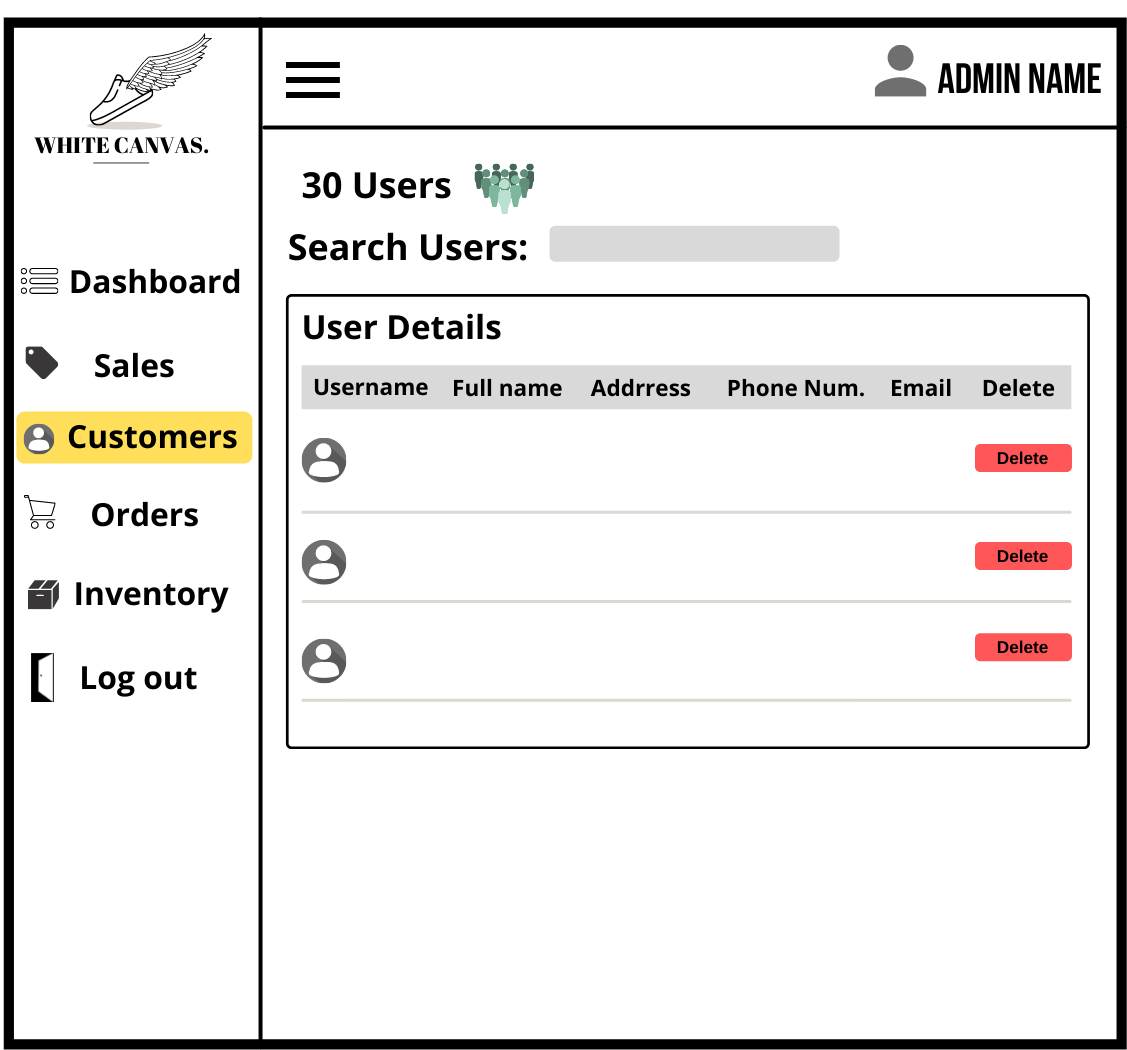 WHITE CANVAS.
ADMIN NAME
30 Users
Search Users:
Dashboard
Sales
Customers
Orders
Inventory
Log out
User Details
Username Full name Addrress Phone Num. Email Delete
Delete
Delete
Delete